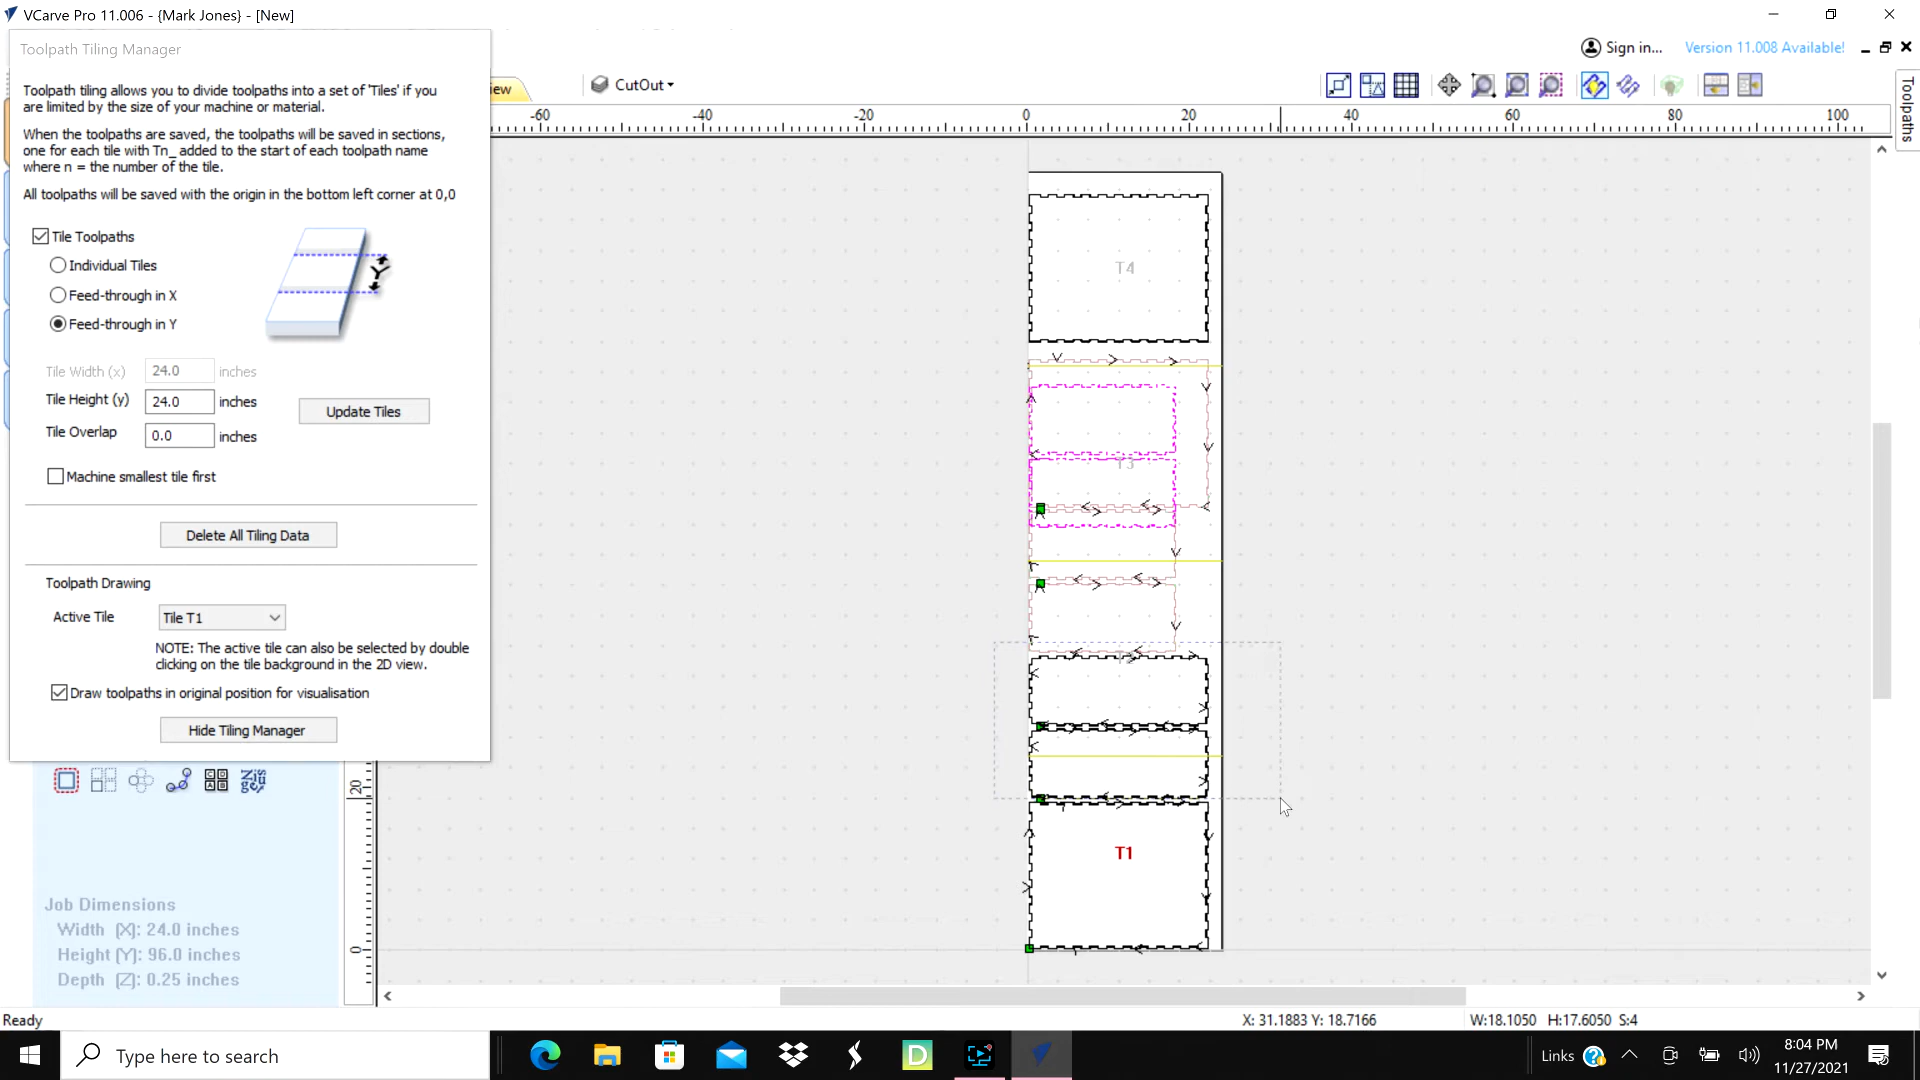 VCarve Pro 11.006 - {Mark Jones} - [New]
Toolpath Tiling Manager
Sign in...
Version 11.008 Available!
Toolpath tiling allows you to divide toolpaths into a set of 'Tiles' if you
are limited by the size of your machine or material.
iew
CutOut
Toolpaths
-60 -40 -20 0 20 40 60 80 100
When the toolpaths are saved, the toolpaths will be saved in sections,
one for each tile with Tn_ added to the start of each toolpath name
where n = the number of the tile.
All toolpaths will be saved with the origin in the bottom left corner at 0,0
Tile Toolpaths
Individual Tiles
Feed-through in X
Feed-through in Y
Y
T4
Tile Width (x) 24.0 inches
Tile Height (y) 24.0 inches
Update Tiles
Tile Overlap 0.0 inches
T3
Machine smallest tile first
Delete All Tiling Data
Toolpath Drawing
Active Tile Tile T1
NOTE: The active tile can also be selected by double
clicking on the tile background in the 2D view.
Draw toolpaths in original position for visualisation
Hide Tiling Manager
20
T1
Job Dimensions
Width (X): 24.0 inches
Height (Y): 96.0 inches
Depth (Z): 0.25 inches
0
Ready
X: 31.1883 Y: 18.7166
W:18.1050 H:17.6050 S:4
Type here to search
D
Links
8:04 PM
11/27/2021